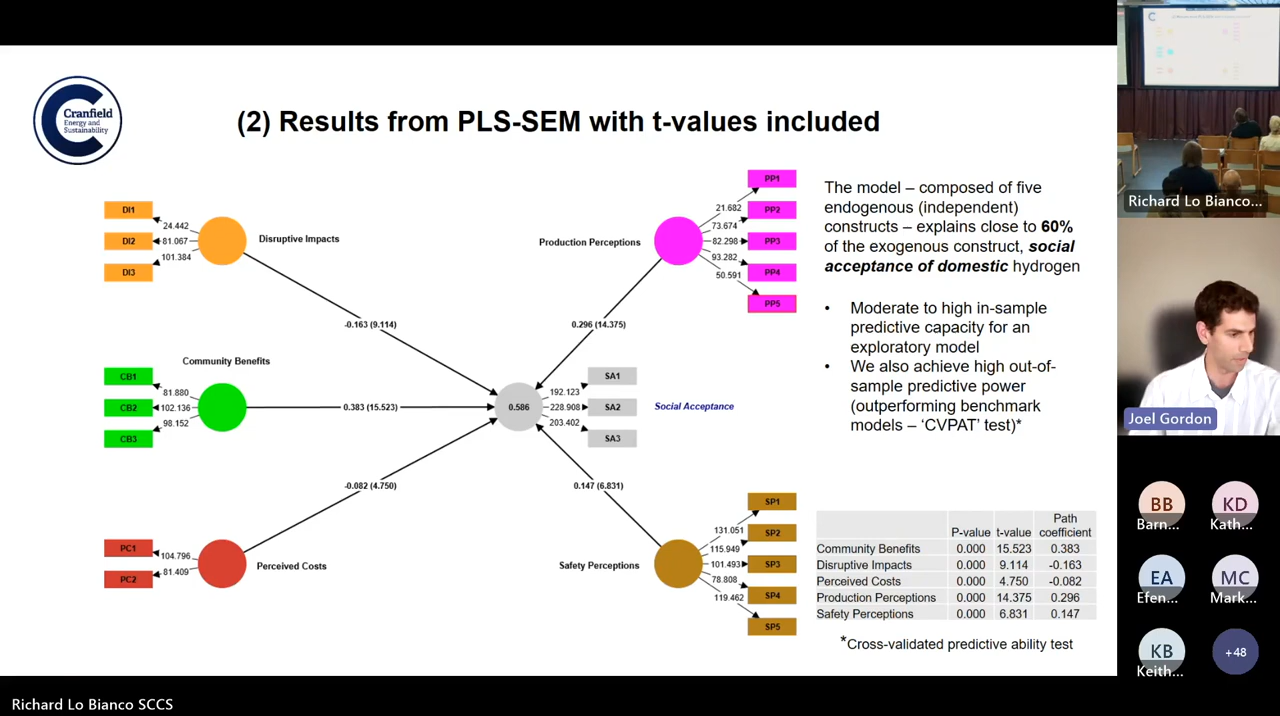 Cranfield
Energy and
Sustainability
(2) Results from PLS-SEM with t-values included
DI1
DI2
DI3
24.442
81.067
101.384
Disruptive Impacts
-0.163 (9.114)
Community Benefits
CB1
CB2
CB3
81.880
102.136
98.152
0.383 (15.523)
PC1
PC2
104.796
81.409
Perceived Costs
-0.082 (4.750)
Production Perceptions
21.682
73.674
82.298
93.282
50.591
PP1
PP2
PP3
PP4
PP5
0.296 (14.375)
0.586
192.123
228.908
203.402
SA1
SA2
SA3
Social Acceptance
0.147 (6.831)
Safety Perceptions
131.051
115.949
101.493
78.808
119.462
SP1
SP2
SP3
SP4
SP5
The model – composed of five
endogenous (independent)
constructs – explains close to 60%
of the exogenous construct, social
acceptance of domestic hydrogen
• Moderate to high in-sample
predictive capacity for an
exploratory model
• We also achieve high out-of-
sample predictive power
(outperforming benchmark
models – ‘CVPAT’ test)*
P-value t-value Path coefficient
Community Benefits 0.000 15.523 0.383
Disruptive Impacts 0.000 9.114 -0.163
Perceived Costs 0.000 4.750 -0.082
Production Perceptions 0.000 14.375 0.296
Safety Perceptions 0.000 6.831 0.147
*Cross-validated predictive ability test
Richard Lo Bianco...
Joel Gordon
BB
Barn...
KD
Kath...
EA
Efen...
MC
Mark...
KB
Keith...
+48
Richard Lo Bianco SCCS